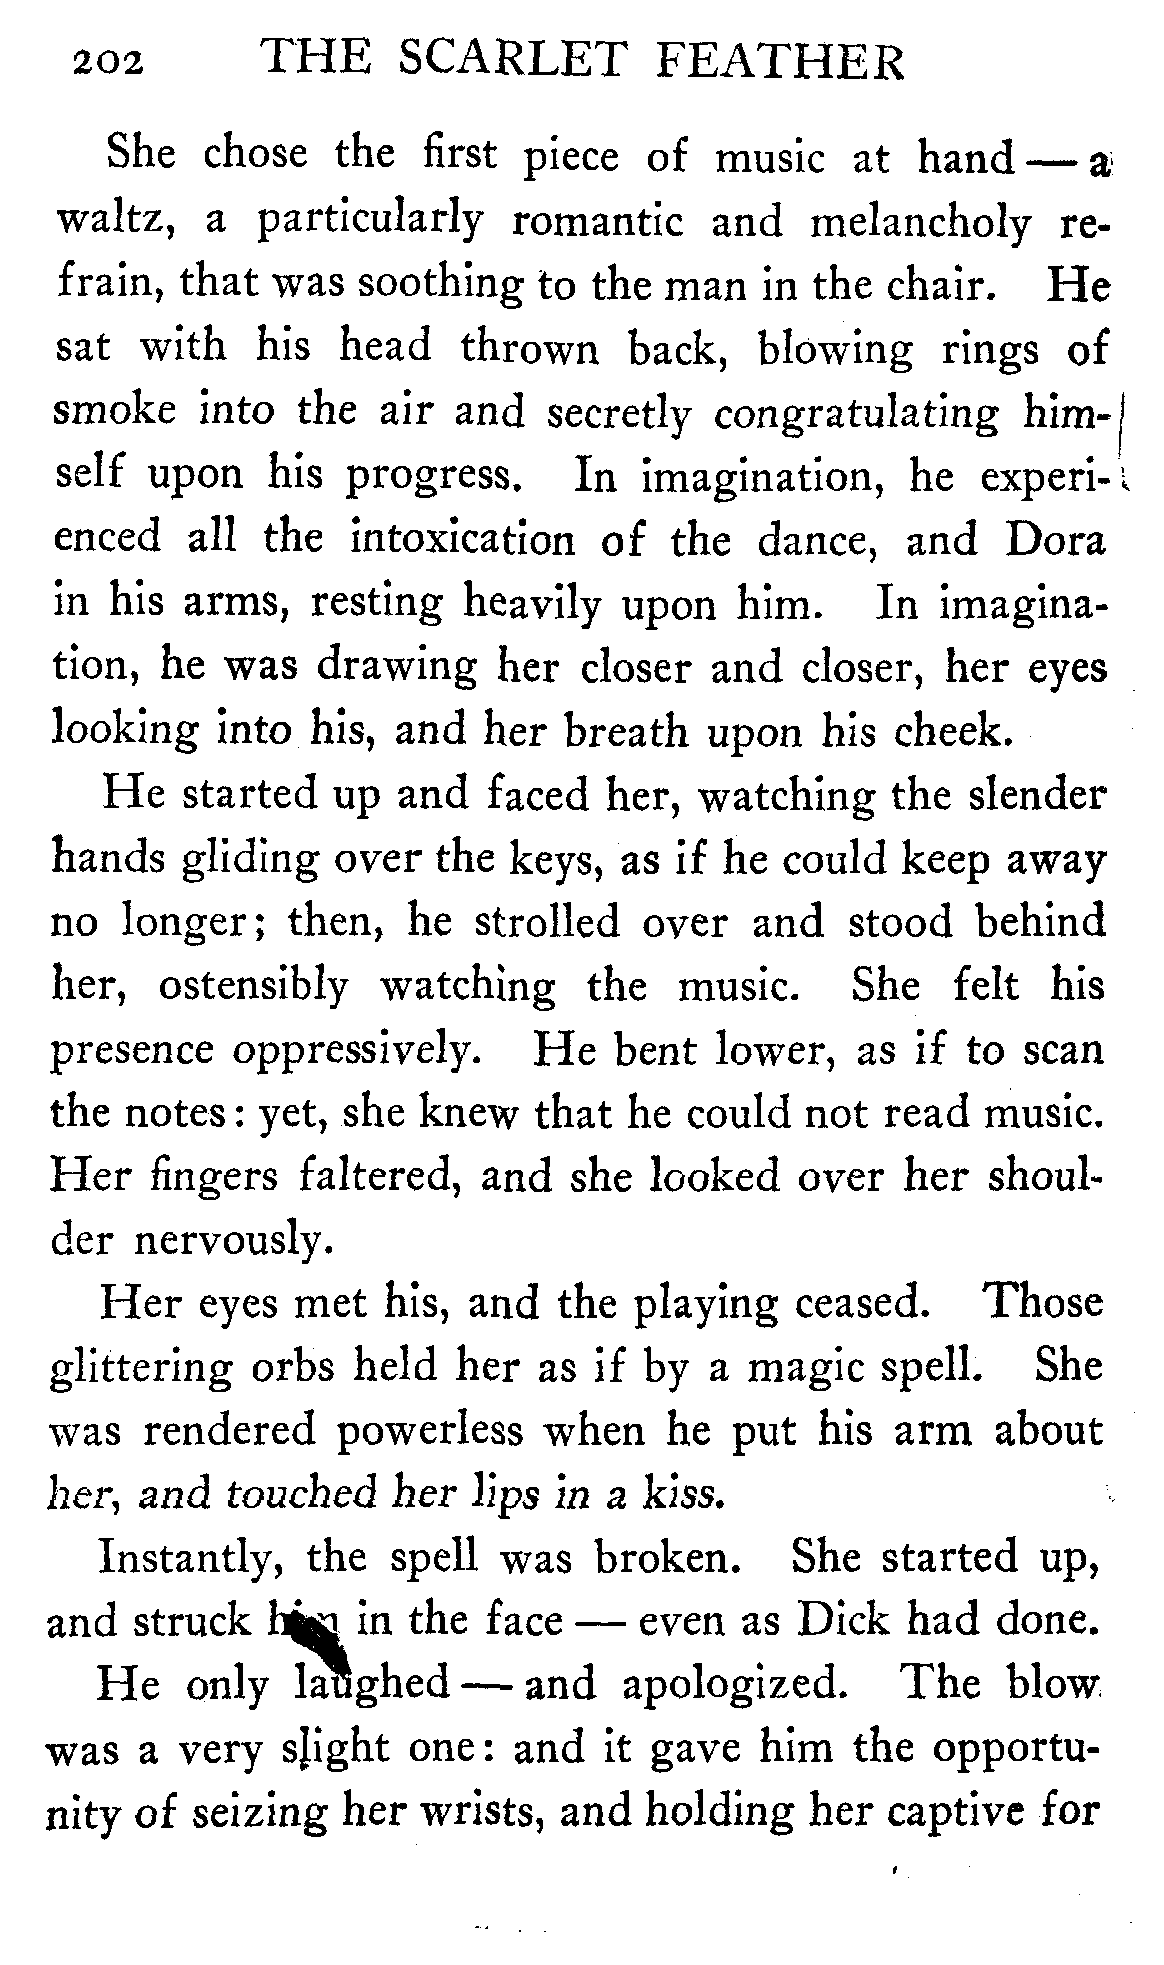 202 THE SCARLET FEATHER
She chose the first piece of music at hand — a
waltz, a particularly romantic and melancholy re-
frain, that was soothing to the man in the chair. He
sat with his head thrown back, blowing rings of
smoke into the air and secretly congratulating him-
self upon his progress. In imagination, he experi-
enced all the intoxication of the dance, and Dora
in his arms, resting heavily upon him. In imagina-
tion, he was drawing her closer and closer, her eyes
looking into his, and her breath upon his cheek.
He started up and faced her, watching the slender
hands gliding over the keys, as if he could keep away
no longer; then, he strolled over and stood behind
her, ostensibly watching the music. She felt his
presence oppressively. He bent lower, as if to scan
the notes: yet, she knew that he could not read music.
Her fingers faltered, and she looked over her shoul-
der nervously.
Her eyes met his, and the playing ceased. Those
glittering orbs held her as if by a magic spell. She
was rendered powerless when he put his arm about
her, and touched her lips in a kiss.
Instantly, the spell was broken. She started up,
and struck him in the face — even as Dick had done.
He only laughed — and apologized. The blow
was a very slight one: and it gave him the opportu-
nity of seizing her wrists, and holding her captive for